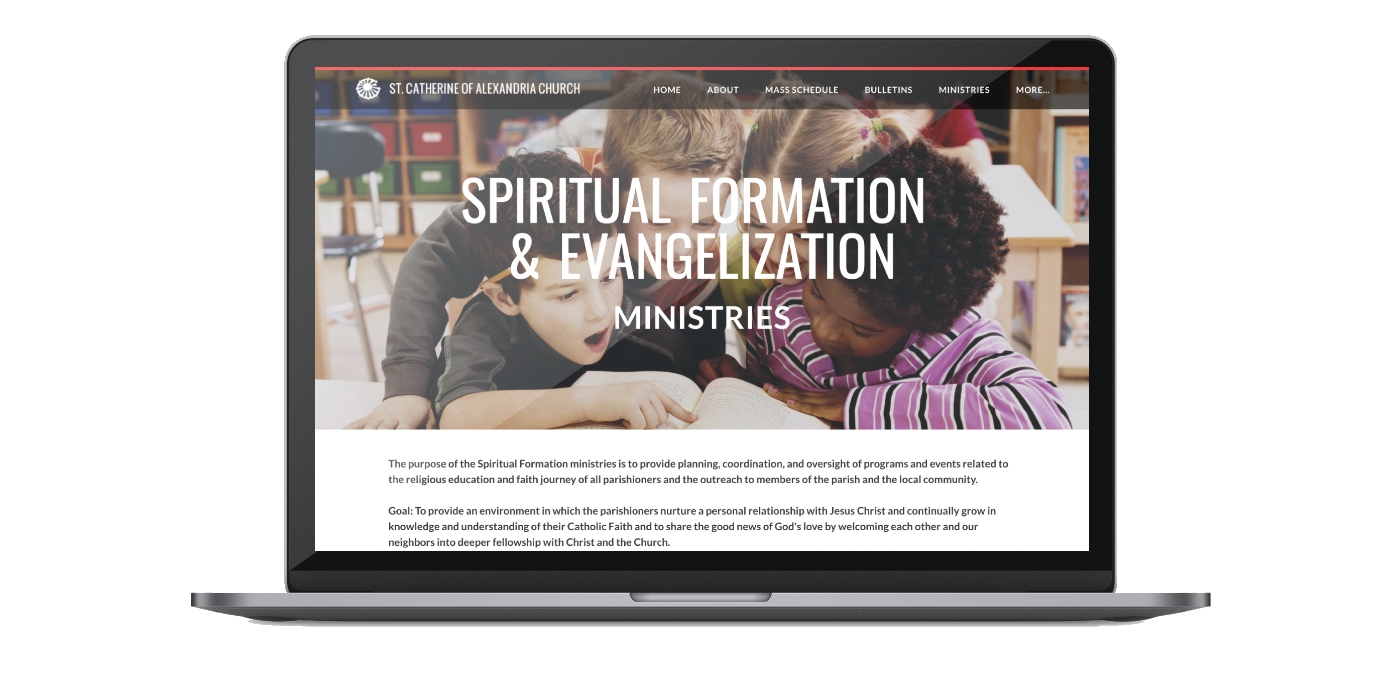 ST. CATHERINE OF ALEXANDRIA CHURCH HOME ABOUT MASS SCHEDULE BULLETINS MINISTRIES MORE...
SPIRITUAL FORMATION
& EVANGELIZATION
MINISTRIES
The purpose of the Spiritual Formation ministries is to provide planning, coordination, and oversight of programs and events related to
the religious education and faith journey of all parishioners and the outreach to members of the parish and the local community.
Goal: To provide an environment in which the parishioners nurture a personal relationship with Jesus Christ and continually grow in
knowledge and understanding of their Catholic Faith and to share the good news of God's love by welcoming each other and our
neighbors into deeper fellowship with Christ and the Church.